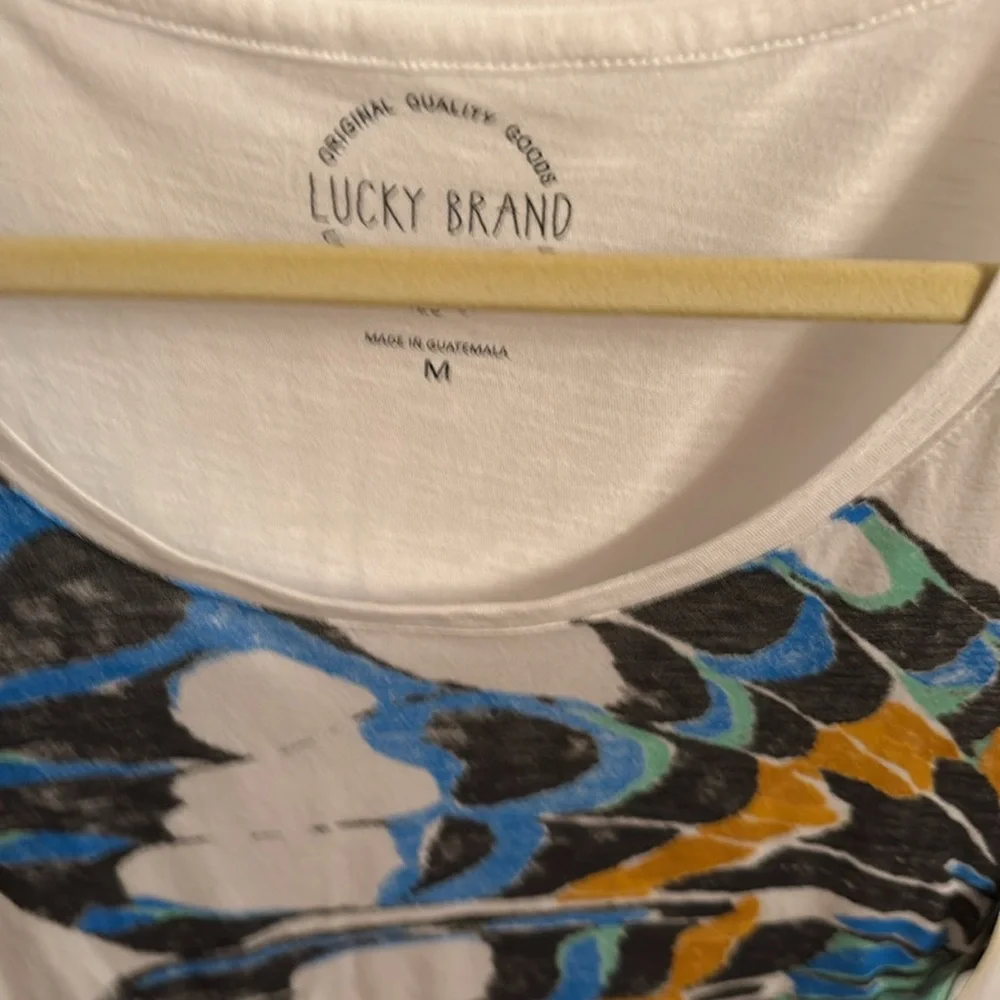 ORIGINAL QUALITY GOODS
LUCKY BRAND
MADE IN GUATEMALA
M